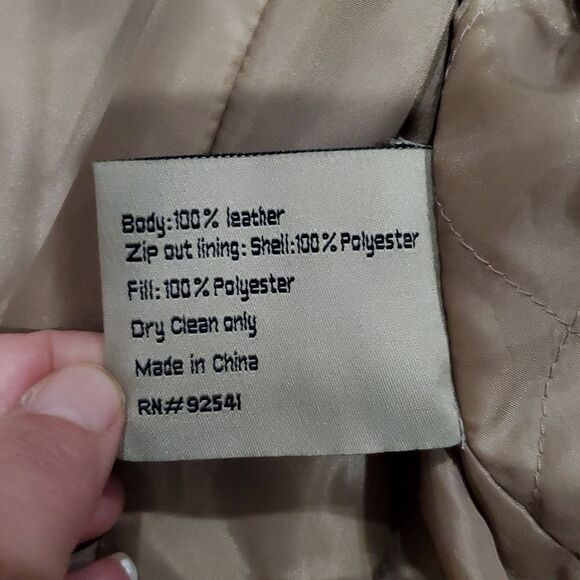 Body:100% leather
Zip out lining: Shell:100% Polyester
Fill: 100% Polyester
Dry Clean only
Made in China
RN#92541